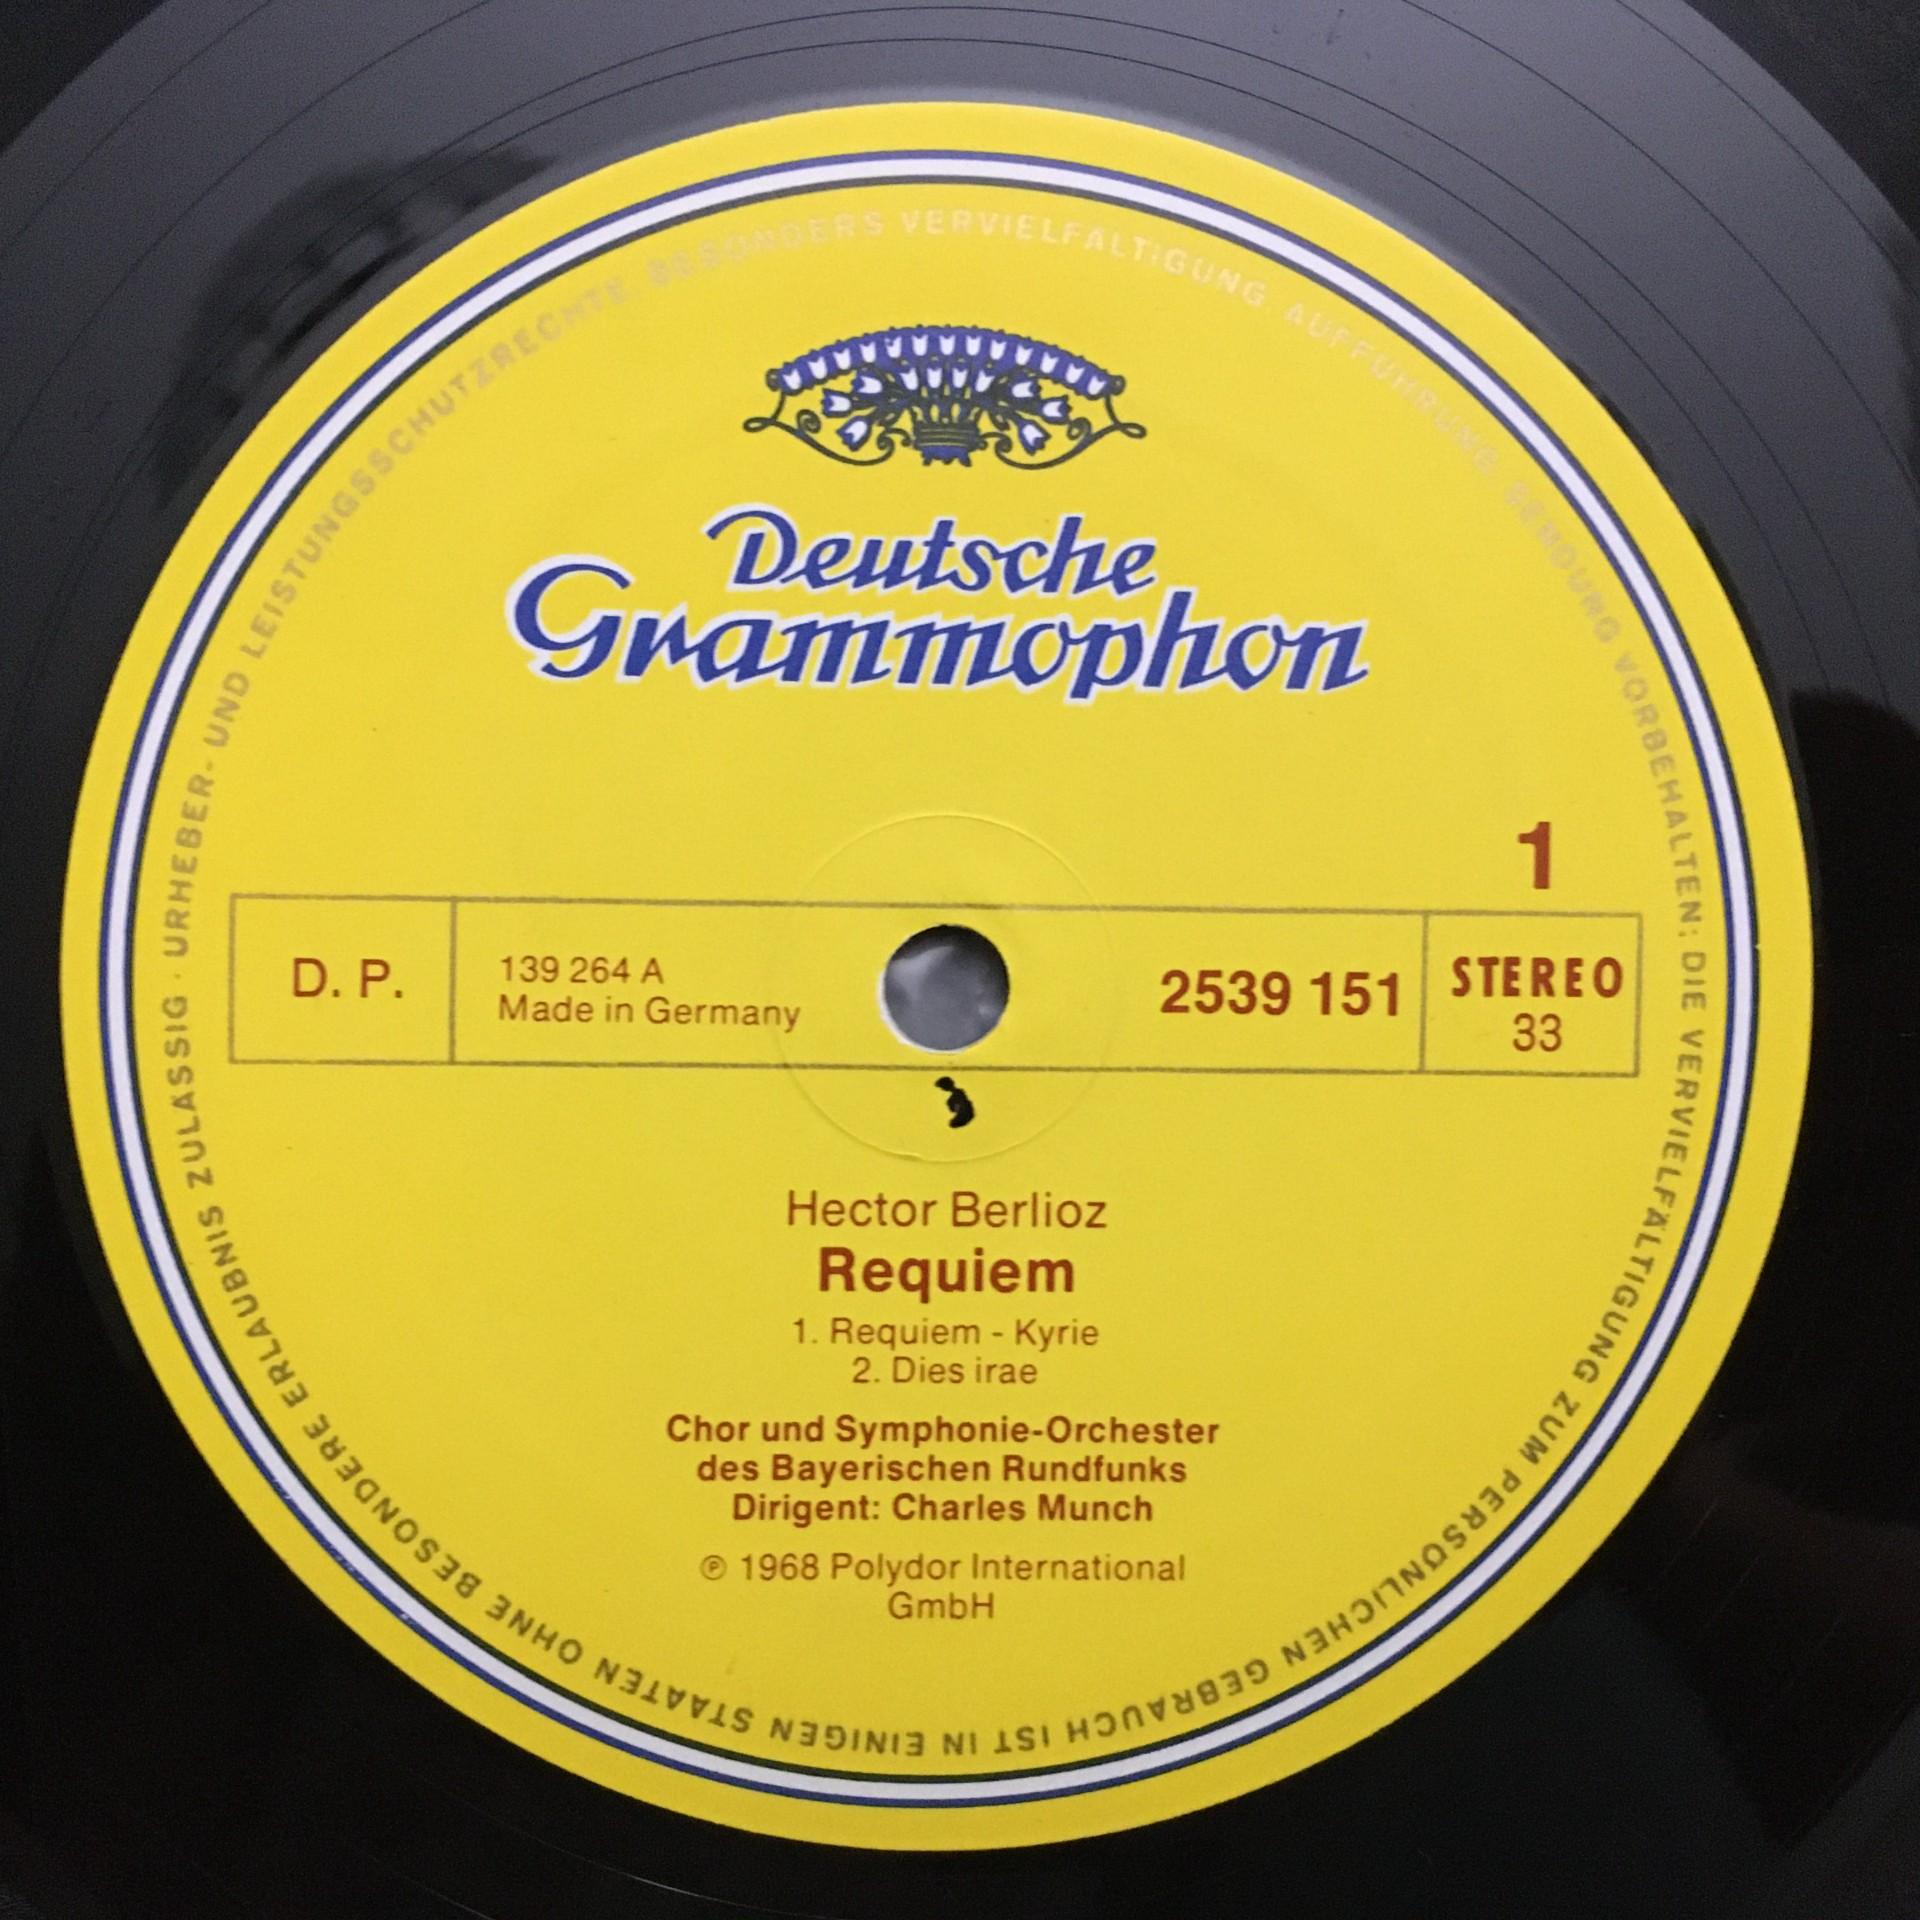 Deutsche
Grammophon
1
D. P.
139 264 A
Made in Germany
2539 151
STEREO
33
Hector Berlioz
Requiem
1. Requiem - Kyrie
2. Dies irae
Chor und Symphonie-Orchester
des Bayerischen Rundfunks
Dirigent: Charles Munch
℗ 1968 Polydor International
GmbH
URHEBER- UND LEISTUNGSSCHUTZRECHTE, BESONDERS VERVIELFÄLTIGUNG, AUFFÜHRUNG, SENDUNG VORBEHALTEN: DIE VERVIELFÄLTIGUNG ZUM PERSÖNLICHEN GEBRAUCH IST IN EINIGEN STAATEN OHNE BESONDERE ERLAUBNIS ZULÄSSIG ·